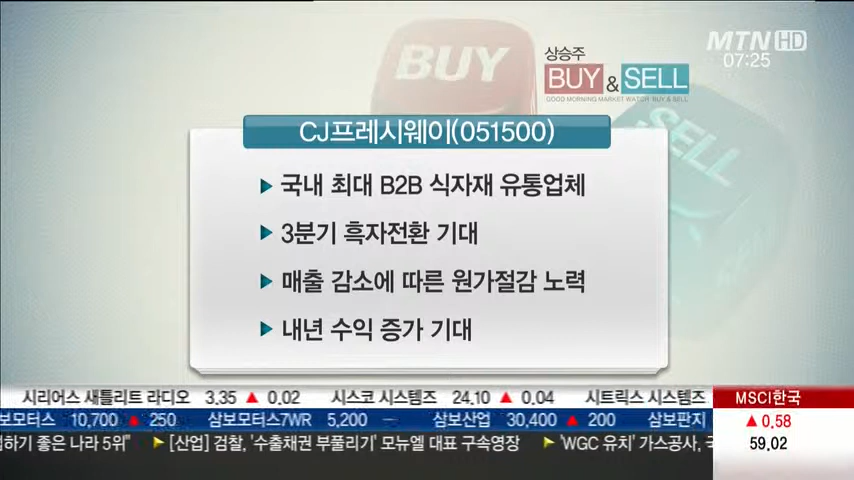 BUY
상승주
BUY & SELL
GOOD MORNING MARKET WATCH BUY & SELL
MTN HD
07:25
SELL
CJ프레시웨이(051500)
▶ 국내 최대 B2B 식자재 유통업체
▶ 3분기 흑자전환 기대
▶ 매출 감소에 따른 원가절감 노력
▶ 내년 수익 증가 기대
시리어스 새틀리트 라디오 3,35 ▲ 0,02 시스코 시스템즈 24,10 ▲ 0,04 시트릭스 시스템즈
MSCI한국
보모터스 10,700 ▲ 250 삼보모터스7WR 5,200 － 삼보산업 30,400 ▲ 200 삼보판지
▲0,58
하기 좋은 나라 5위" ▶ [산업] 검찰, '수출채권 부풀리기' 모뉴엘 대표 구속영장 ▶ 'WGC 유치' 가스공사,
59,02